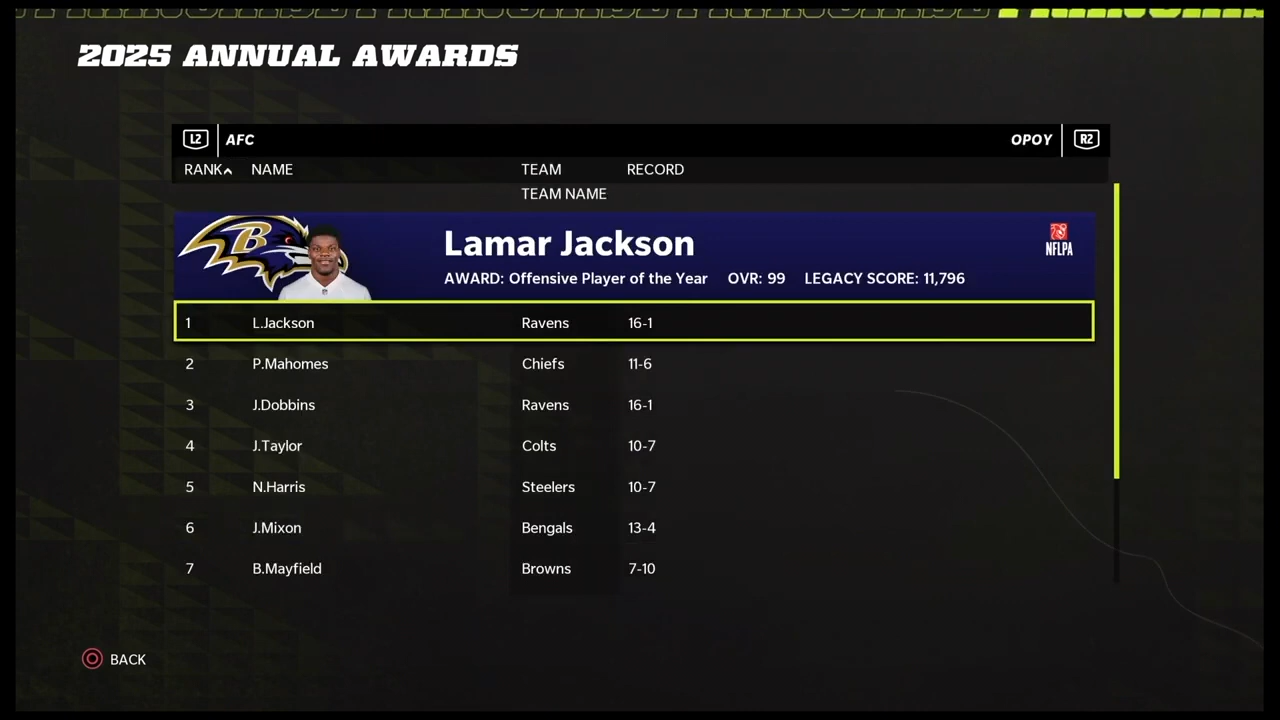 2025 ANNUAL AWARDS
L2 AFC OPOY R2
RANK NAME TEAM RECORD
TEAM NAME
B
Lamar Jackson
NFLPA
AWARD: Offensive Player of the Year OVR: 99 LEGACY SCORE: 11,796
1 L.Jackson Ravens 16-1
2 P.Mahomes Chiefs 11-6
3 J.Dobbins Ravens 16-1
4 J.Taylor Colts 10-7
5 N.Harris Steelers 10-7
6 J.Mixon Bengals 13-4
7 B.Mayfield Browns 7-10
BACK